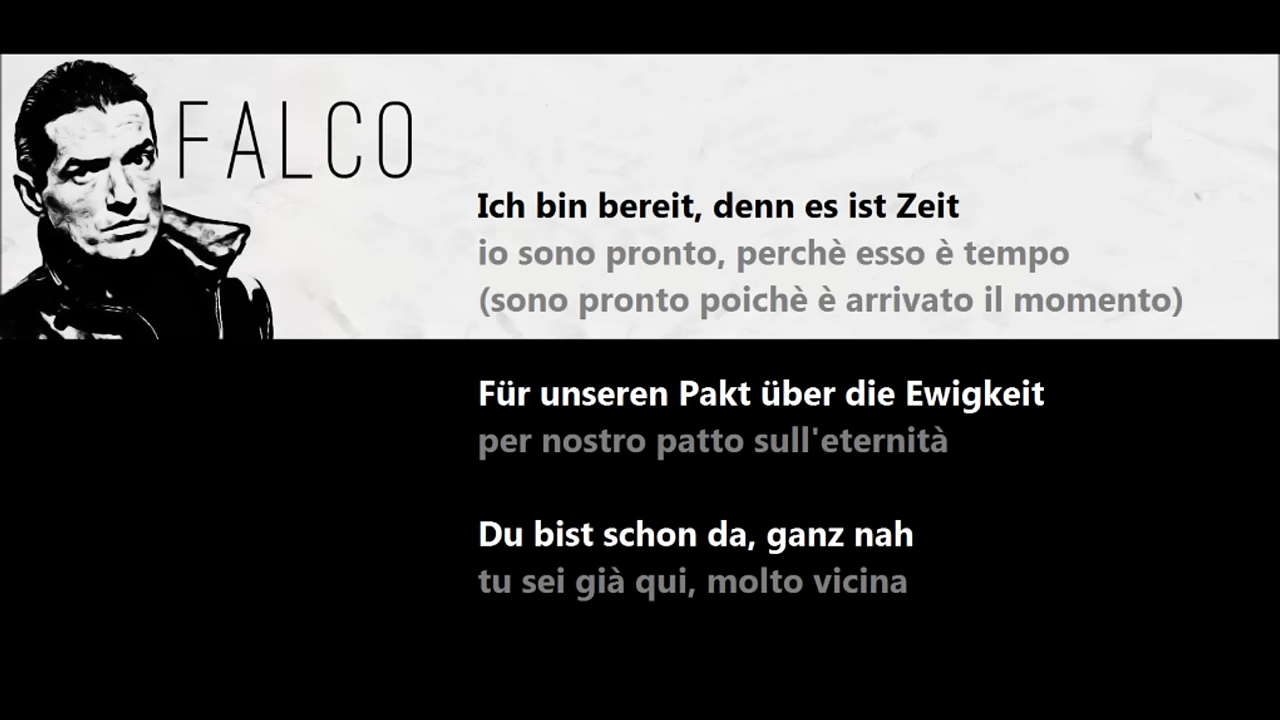 FALCO
Ich bin bereit, denn es ist Zeit
io sono pronto, perchè esso è tempo
(sono pronto poichè è arrivato il momento)
Für unseren Pakt über die Ewigkeit
per nostro patto sull'eternità
Du bist schon da, ganz nah
tu sei già qui, molto vicina